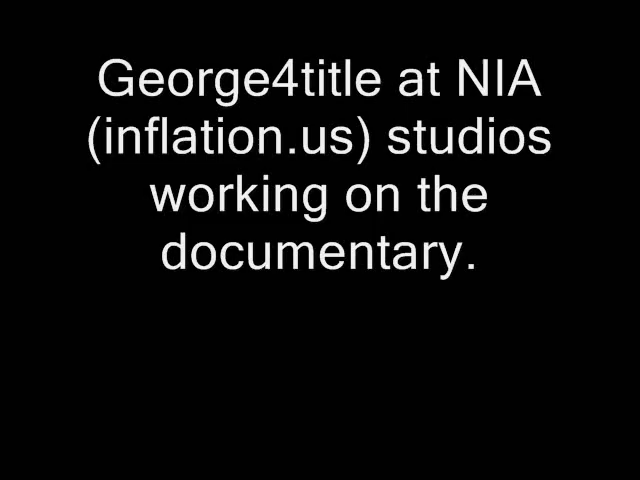 George4title at NIA
(inflation.us) studios
working on the
documentary.